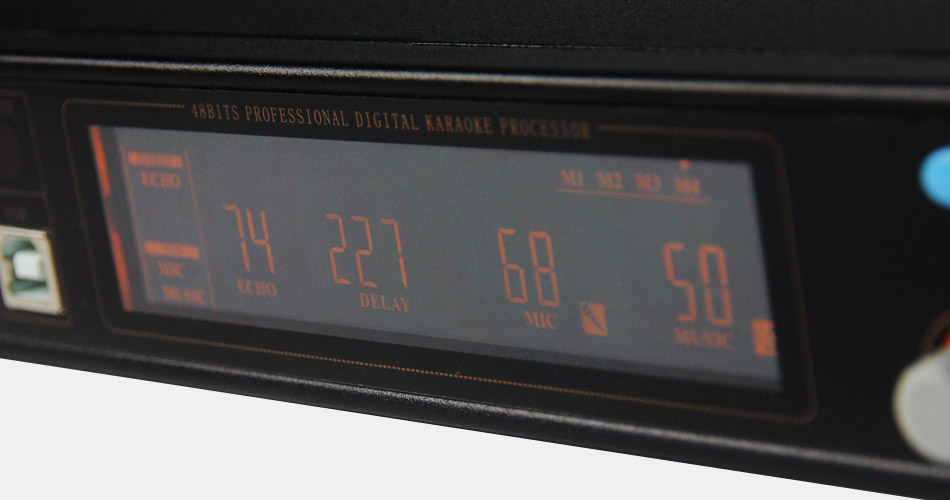 48BITS PROFESSIONAL DIGITAL KARAOKE PROCESSOR
M1 M2 M3 M4
ECHO
74 227 68 50
ECHO DELAY MIC MUSIC
MIC
MUSIC